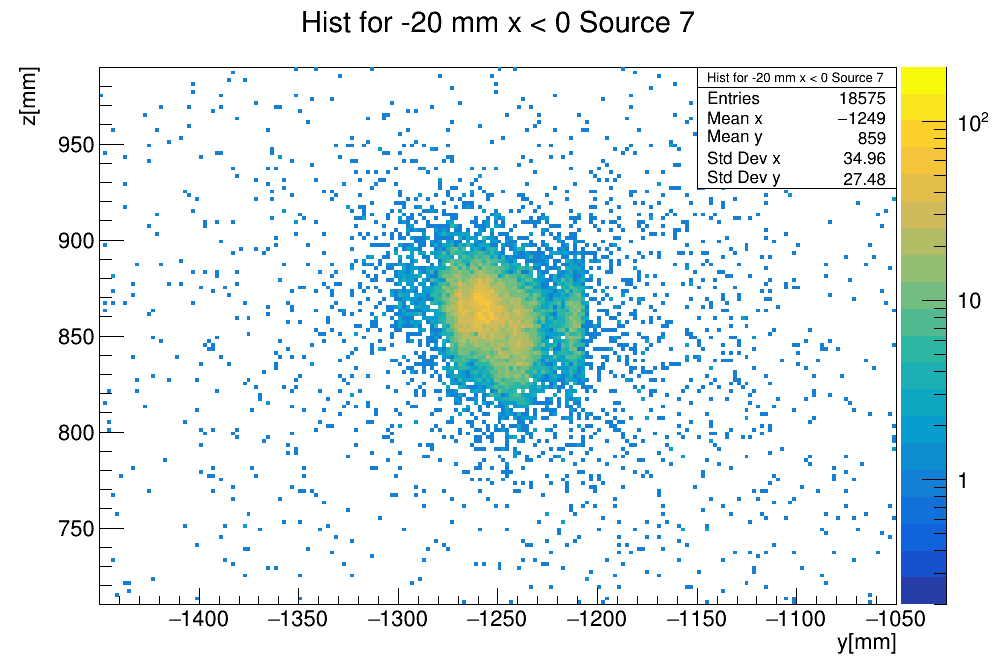 Hist for -20 mm x < 0 Source 7
z[mm]
Hist for -20 mm x < 0 Source 7
Entries 18575
Mean x −1249
Mean y 859
Std Dev x 34.96
Std Dev y 27.48
950
900
850
800
750
10²
10
1
−1400 −1350 −1300 −1250 −1200 −1150 −1100 −1050
y[mm]